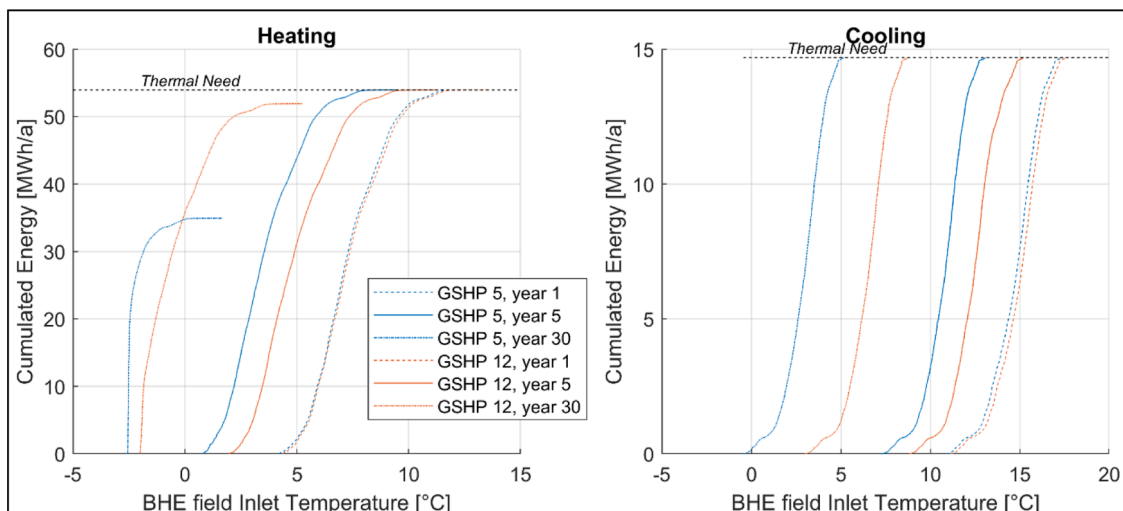 Heating
Cumulated Energy [MWh/a]
60
50
40
30
20
10
0
Thermal Need
-5
0
5
10
15
BHE field Inlet Temperature [°C]
GSHP 5, year 1
GSHP 5, year 5
GSHP 5, year 30
GSHP 12, year 1
GSHP 12, year 5
GSHP 12, year 30
Cooling
Cumulated Energy [MWh/a]
15
10
5
0
Thermal Need
-5
0
5
10
15
20
BHE field Inlet Temperature [°C]